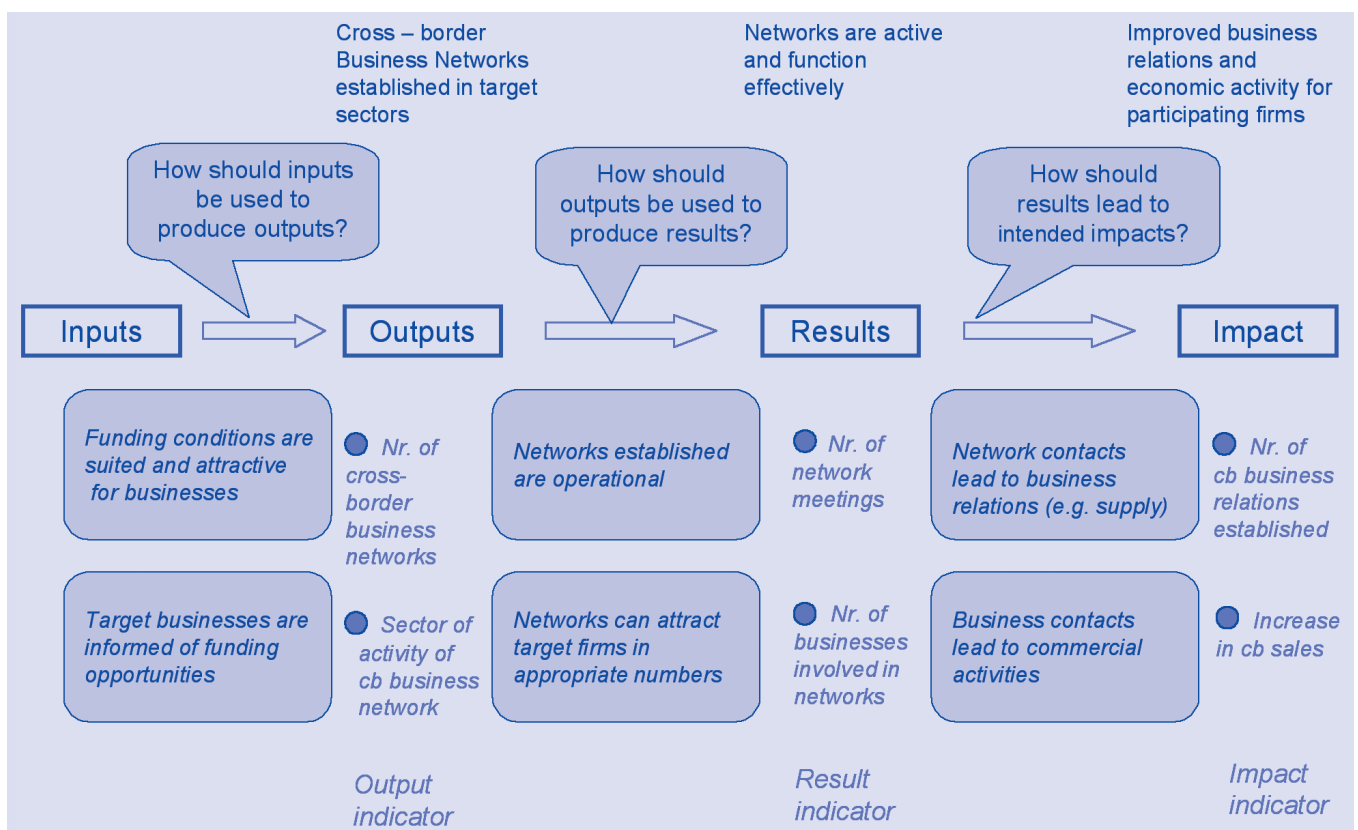 Cross – border
Business Networks
established in target
sectors
Networks are active
and function
effectively
Improved business
relations and
economic activity for
participating firms
How should inputs
be used to
produce outputs?
How should
outputs be used to
produce results?
How should
results lead to
intended impacts?
Inputs
Outputs
Results
Impact
Funding conditions are
suited and attractive
for businesses
Nr. of
cross-
border
business
networks
Networks established
are operational
Nr. of
network
meetings
Network contacts
lead to business
relations (e.g. supply)
Nr. of
cb business
relations
established
Target businesses are
informed of funding
opportunities
Sector of
activity of
cb business
network
Networks can attract
target firms in
appropriate numbers
Nr. of
businesses
involved in
networks
Business contacts
lead to commercial
activities
Increase
in cb sales
Output
indicator
Result
indicator
Impact
indicator